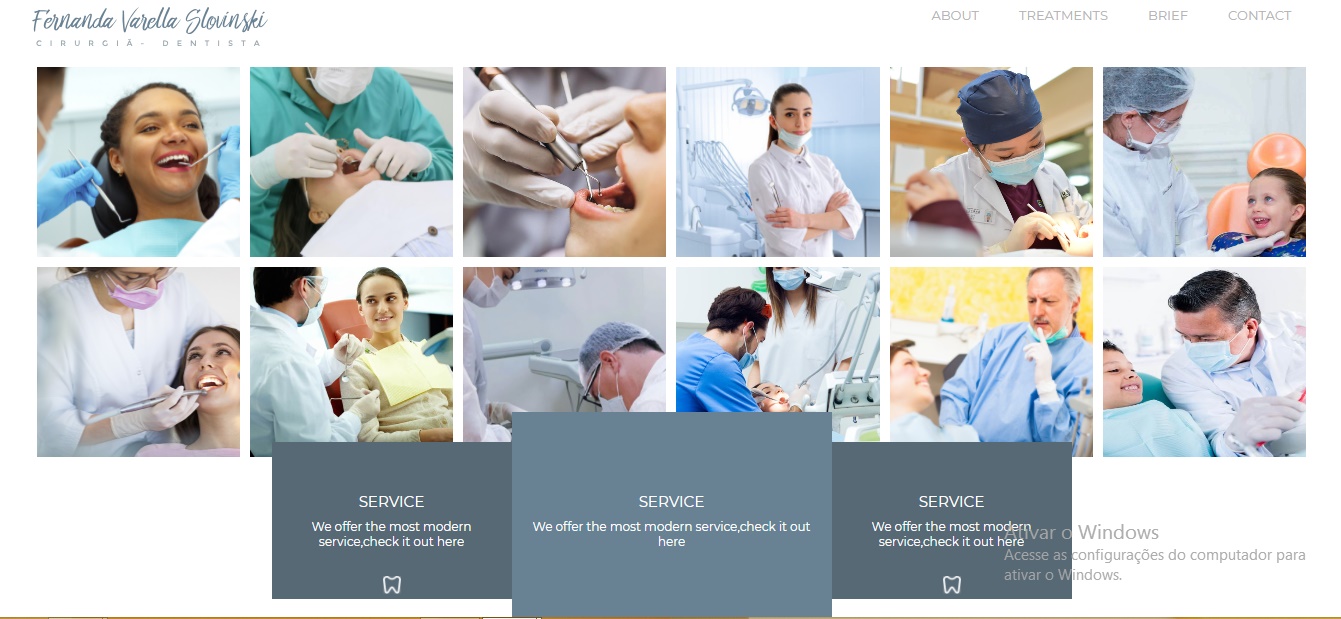 Fernanda Varella Slovinski
CIRURGIÃ- DENTISTA
ABOUT TREATMENTS BRIEF CONTACT
SERVICE
We offer the most modern
service,check it out here
SERVICE
We offer the most modern service,check it out
here
SERVICE
We offer the most modern
service,check it out here
Ativar o Windows
Acesse as configurações do computador para
ativar o Windows.